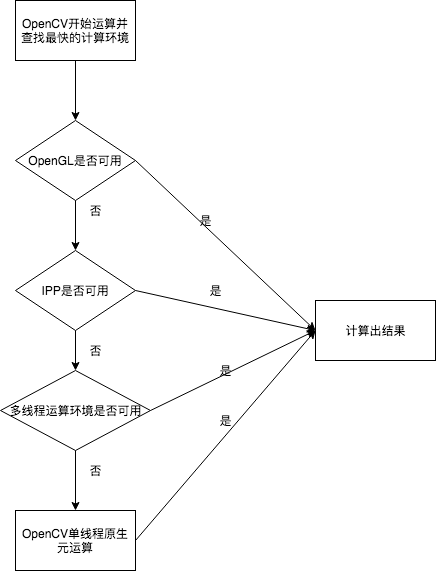 OpenCV开始运算并
查找最快的计算环境
OpenGL是否可用
否
是
IPP是否可用
是
计算出结果
否
是
多线程运算环境是否可用
是
否
OpenCV单线程原生
元运算